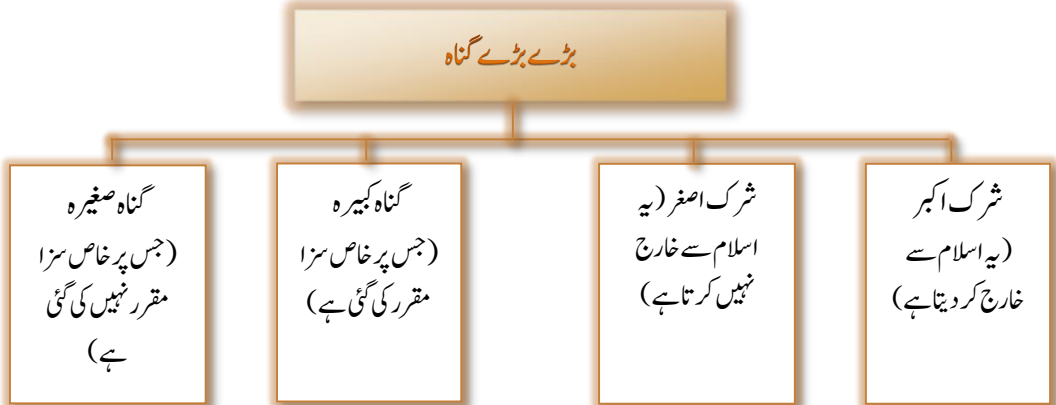 بڑے بڑے گناہ
شرک اکبر
(یہ اسلام سے
خارج کر دیتا ہے)
شرک اصغر (یہ
اسلام سے خارج
نہیں کرتا ہے)
گناہ کبیرہ
(جس پر خاص سزا
مقرر کی گئی ہے)
گناہ صغیرہ
(جس پر خاص سزا
مقرر نہیں کی گئی
ہے)